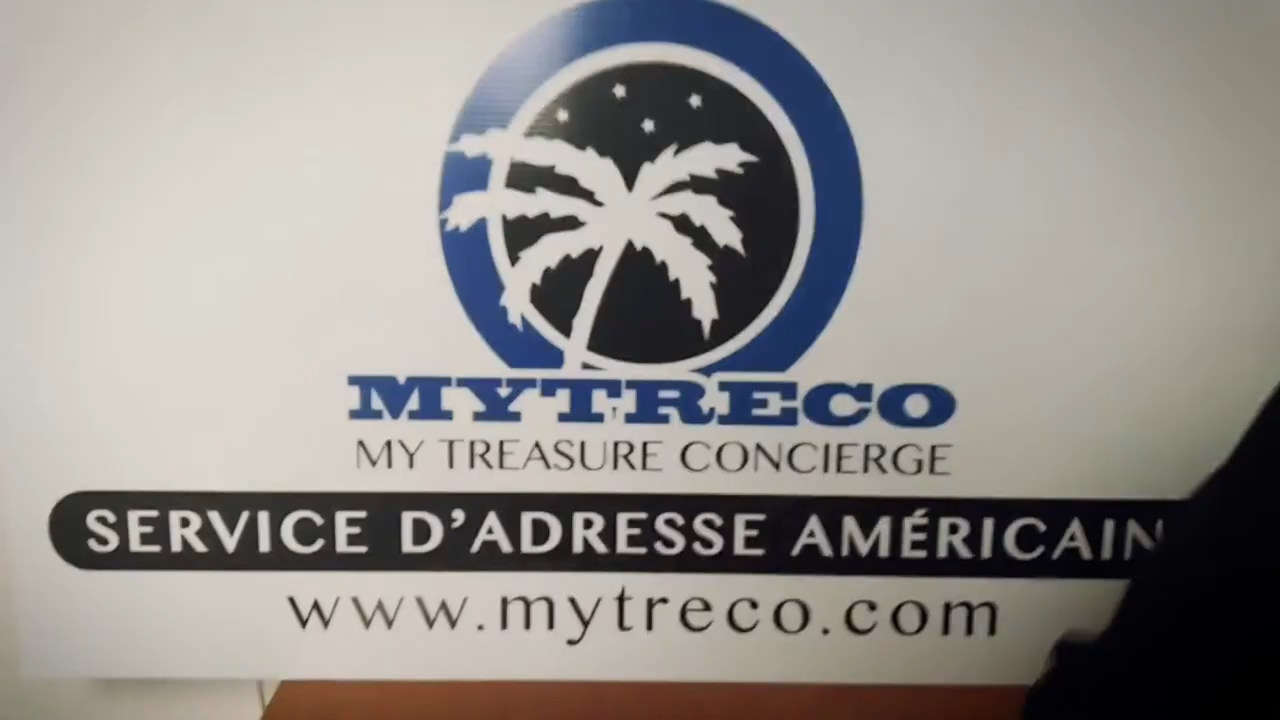 MYTRECO
MY TREASURE CONCIERGE
SERVICE D'ADRESSE AMÉRICAIN
www.mytreco.com